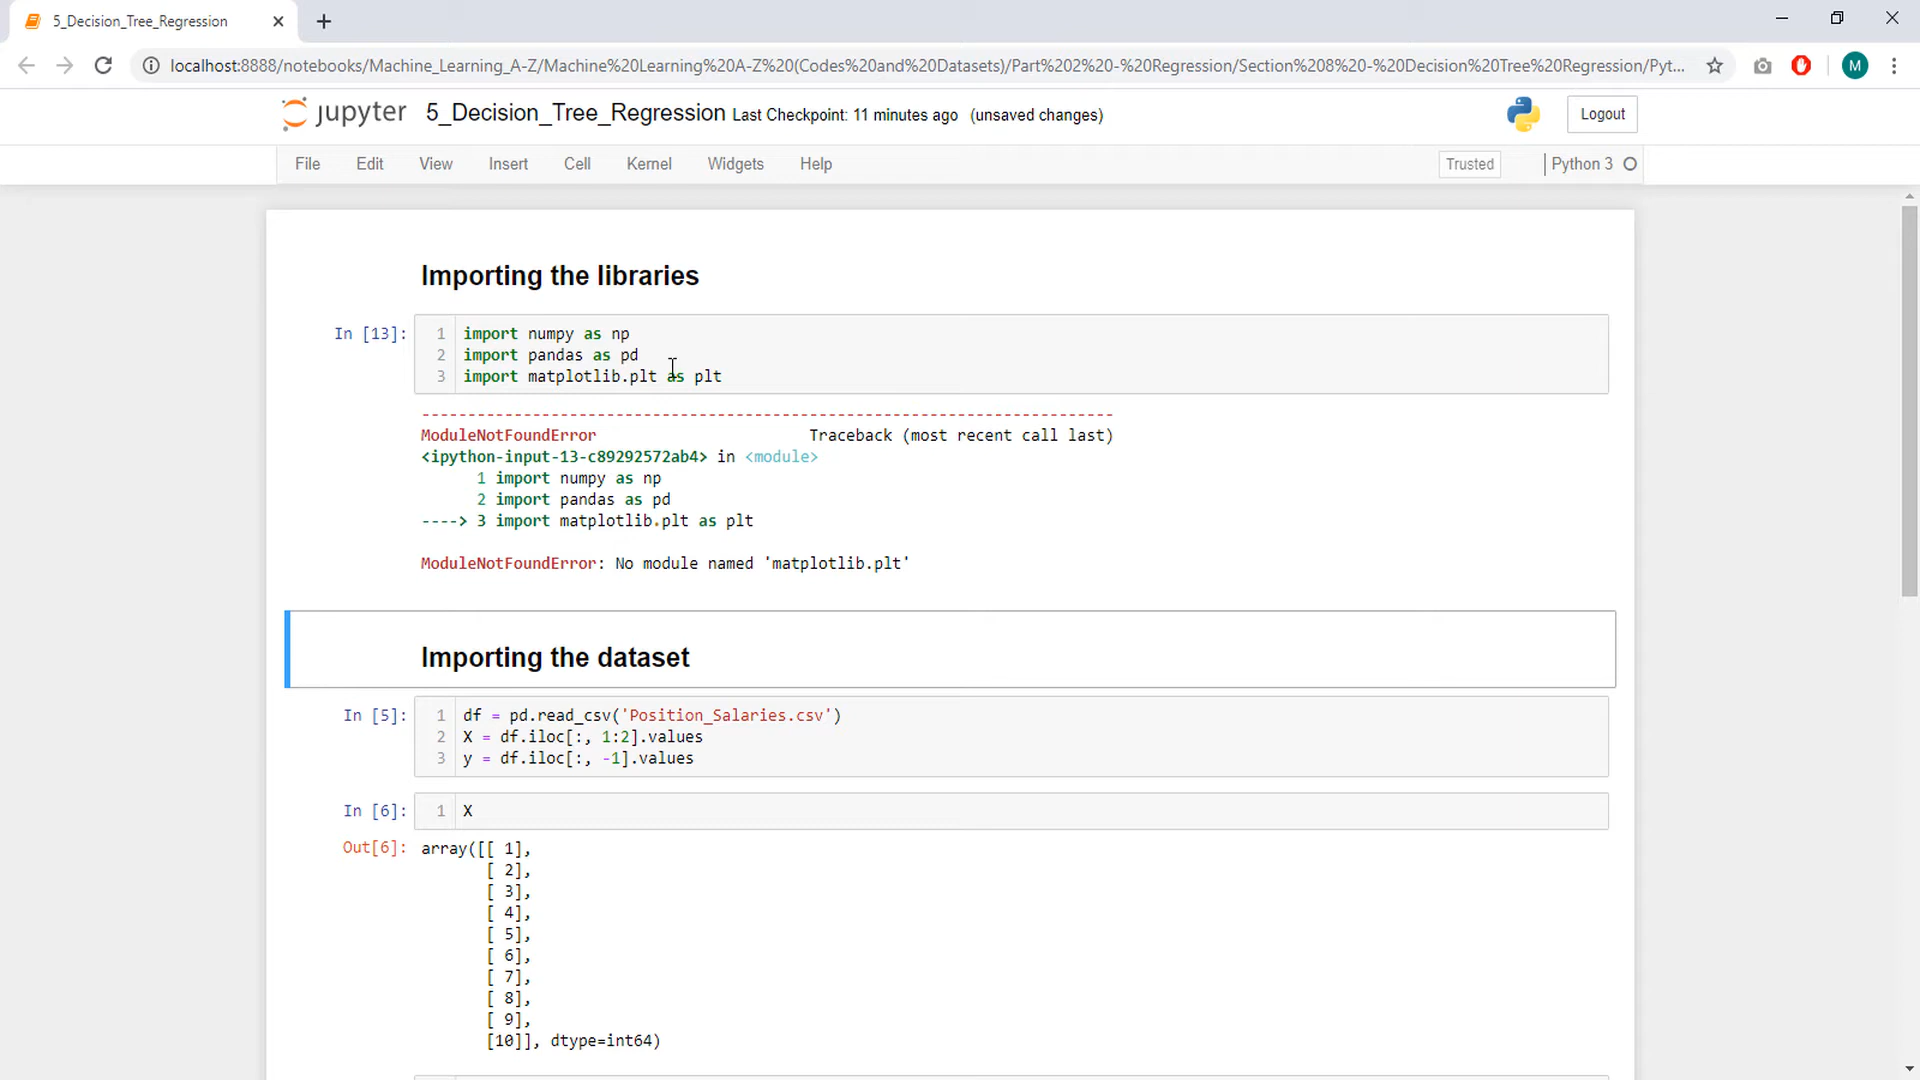 5_Decision_Tree_Regression
localhost:8888/notebooks/Machine_Learning_A-Z/Machine%20Learning%20A-Z%20(Codes%20and%20Datasets)/Part%202%20-%20Regression/Section%208%20-%20Decision%20Tree%20Regression/Pyt...
M
jupyter 5_Decision_Tree_Regression Last Checkpoint: 11 minutes ago (unsaved changes)
Logout
File Edit View Insert Cell Kernel Widgets Help
Trusted
Python 3
Importing the libraries
In [13]:
1 import numpy as np
2 import pandas as pd
3 import matplotlib.plt as plt
---------------------------------------------------------------------------
ModuleNotFoundError Traceback (most recent call last)
<ipython-input-13-c89292572ab4> in <module>
1 import numpy as np
2 import pandas as pd
----> 3 import matplotlib.plt as plt
ModuleNotFoundError: No module named 'matplotlib.plt'
Importing the dataset
In [5]:
1 df = pd.read_csv('Position_Salaries.csv')
2 X = df.iloc[:, 1:2].values
3 y = df.iloc[:, -1].values
In [6]:
1 X
Out[6]:
array([[ 1],
[ 2],
[ 3],
[ 4],
[ 5],
[ 6],
[ 7],
[ 8],
[ 9],
[10]], dtype=int64)